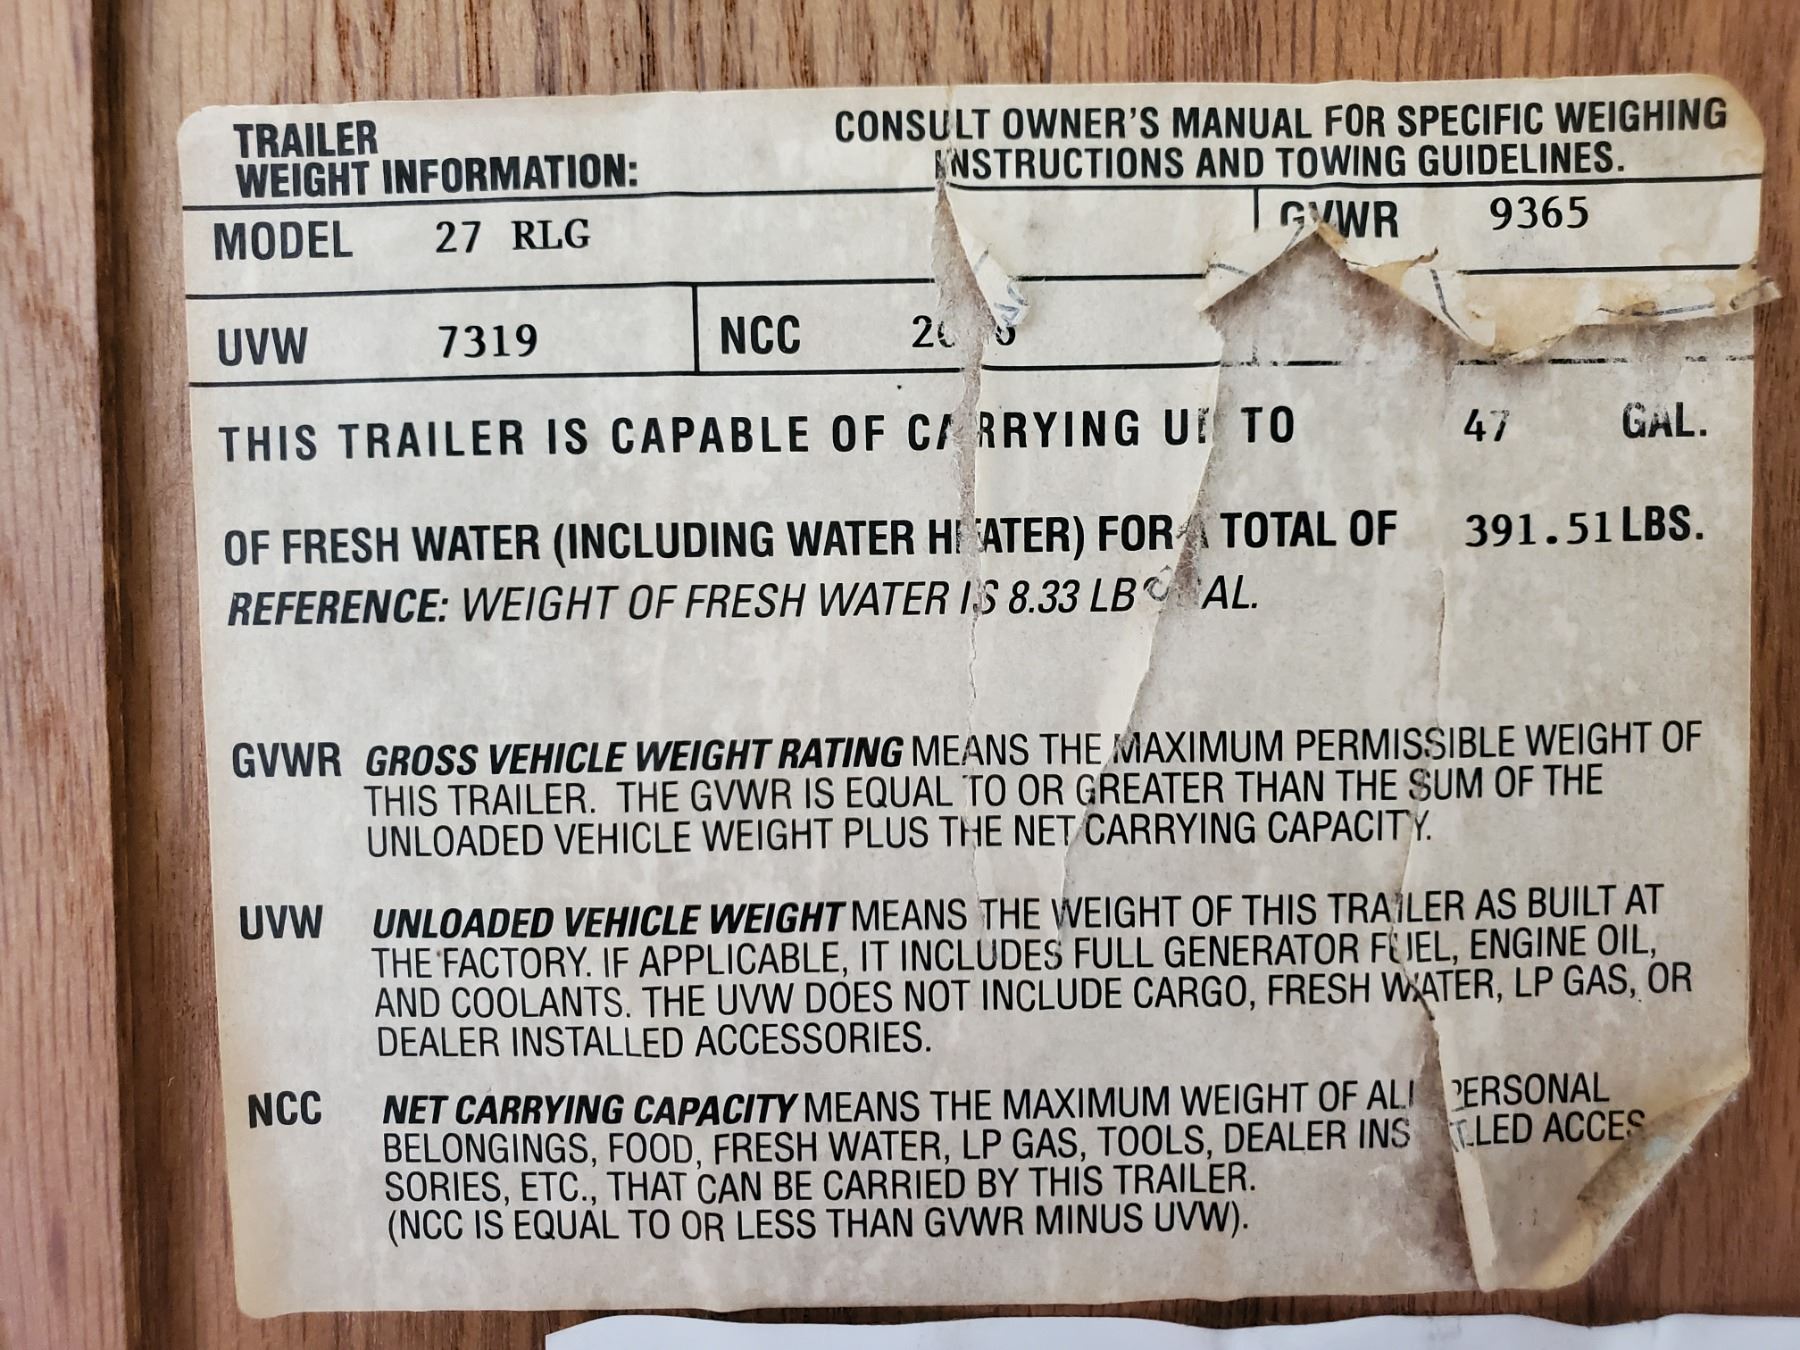 TRAILER
WEIGHT INFORMATION:
CONSULT OWNER'S MANUAL FOR SPECIFIC WEIGHING
INSTRUCTIONS AND TOWING GUIDELINES.
MODEL 27 RLG GVWR 9365
UVW 7319 NCC
THIS TRAILER IS CAPABLE OF CARRYING UP TO 47 GAL.
OF FRESH WATER (INCLUDING WATER HEATER) FOR A TOTAL OF 391.51 LBS.
REFERENCE: WEIGHT OF FRESH WATER IS 8.33 LBS
GVWR GROSS VEHICLE WEIGHT RATING MEANS THE MAXIMUM PERMISSIBLE WEIGHT OF
THIS TRAILER. THE GVWR IS EQUAL TO OR GREATER THAN THE SUM OF THE
UNLOADED VEHICLE WEIGHT PLUS THE NET CARRYING CAPACITY.
UVW UNLOADED VEHICLE WEIGHT MEANS THE WEIGHT OF THIS TRAILER AS BUILT AT
THE FACTORY. IF APPLICABLE, IT INCLUDES FULL GENERATOR FUEL, ENGINE OIL,
AND COOLANTS. THE UVW DOES NOT INCLUDE CARGO, FRESH WATER, LP GAS, OR
DEALER INSTALLED ACCESSORIES.
NCC NET CARRYING CAPACITY MEANS THE MAXIMUM WEIGHT OF ALL PERSONAL
BELONGINGS, FOOD, FRESH WATER, LP GAS, TOOLS, DEALER INSTALLED ACCES
SORIES, ETC., THAT CAN BE CARRIED BY THIS TRAILER.
(NCC IS EQUAL TO OR LESS THAN GVWR MINUS UVW).